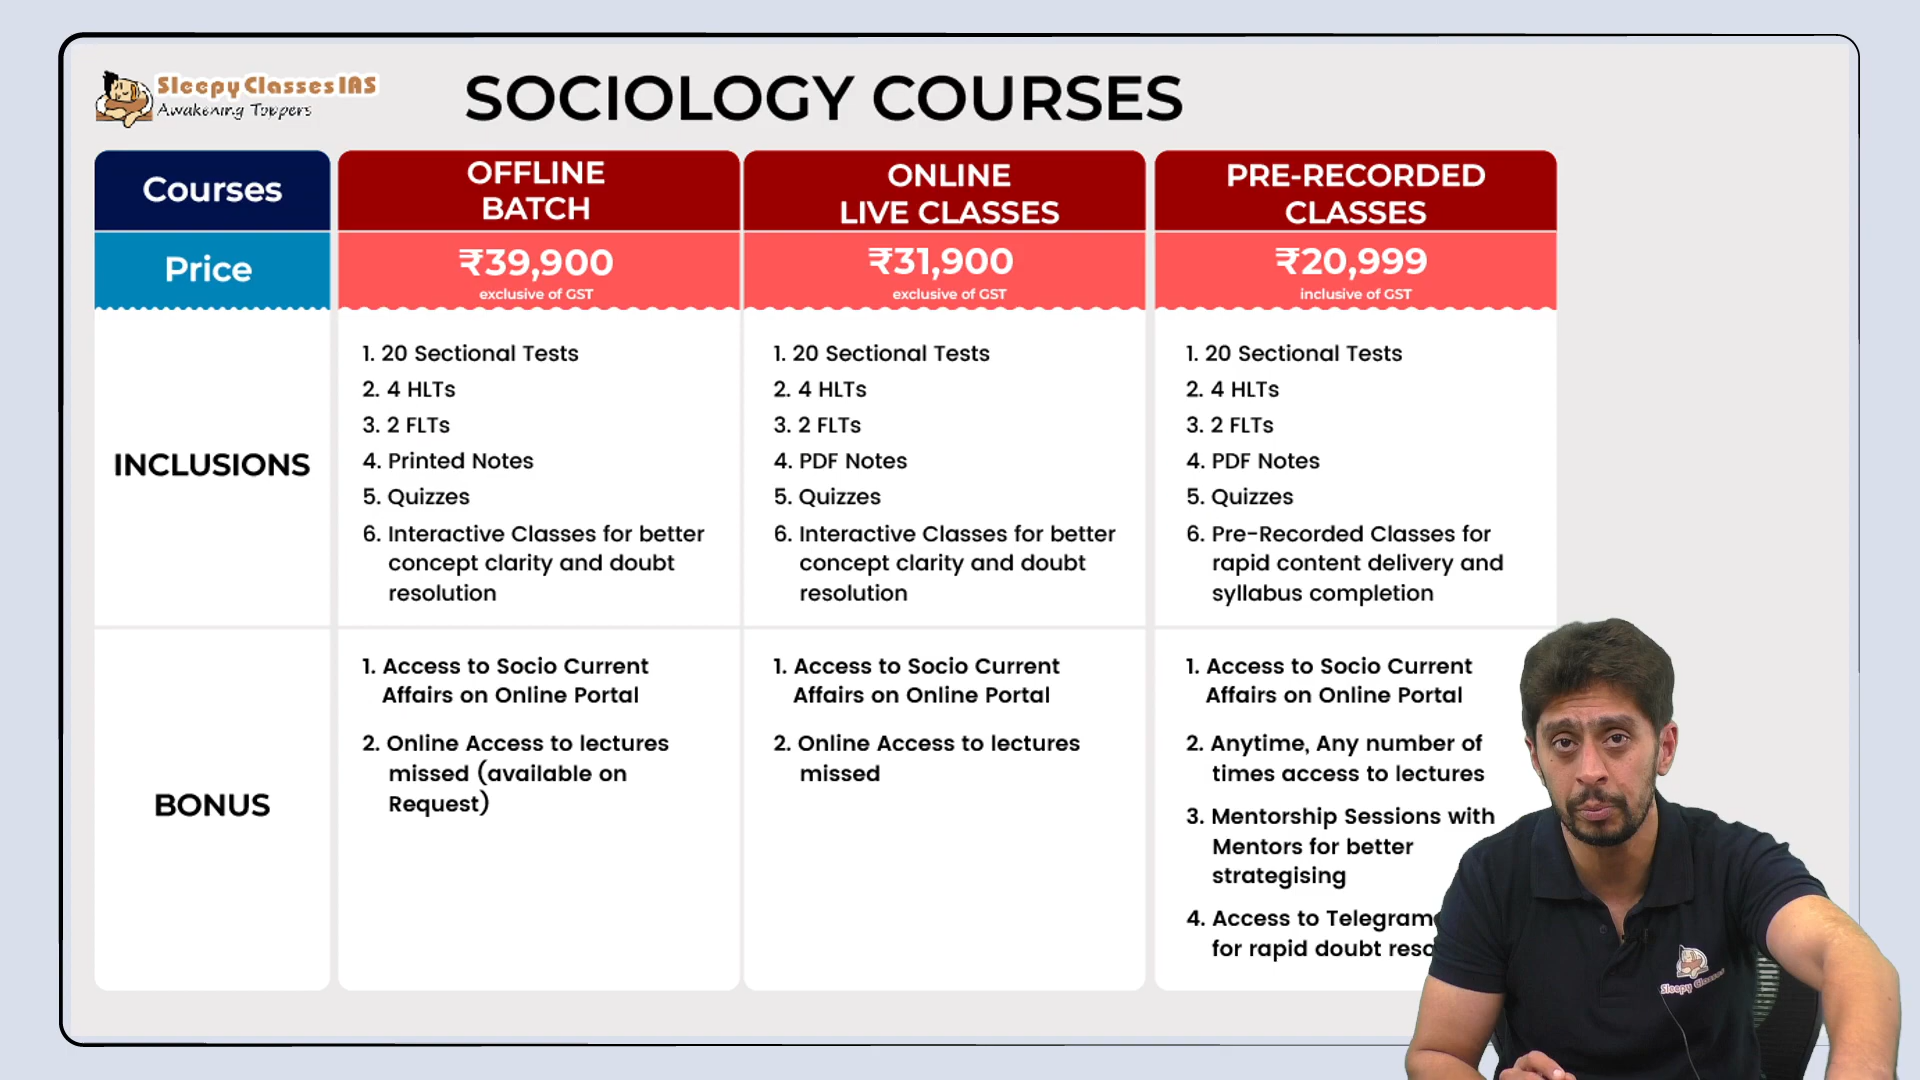 SleepyClasses IAS
Awakening Toppers
SOCIOLOGY COURSES
Courses
OFFLINE
BATCH
ONLINE
LIVE CLASSES
PRE-RECORDED
CLASSES
Price
₹39,900
exclusive of GST
₹31,900
exclusive of GST
₹20,999
inclusive of GST
INCLUSIONS
1. 20 Sectional Tests
2. 4 HLTs
3. 2 FLTs
4. Printed Notes
5. Quizzes
6. Interactive Classes for better
concept clarity and doubt
resolution
1. 20 Sectional Tests
2. 4 HLTs
3. 2 FLTs
4. PDF Notes
5. Quizzes
6. Interactive Classes for better
concept clarity and doubt
resolution
1. 20 Sectional Tests
2. 4 HLTs
3. 2 FLTs
4. PDF Notes
5. Quizzes
6. Pre-Recorded Classes for
rapid content delivery and
syllabus completion
BONUS
1. Access to Socio Current
Affairs on Online Portal
2. Online Access to lectures
missed (available on
Request)
1. Access to Socio Current
Affairs on Online Portal
2. Online Access to lectures
missed
1. Access to Socio Current
Affairs on Online Portal
2. Anytime, Any number of
times access to lectures
3. Mentorship Sessions with
Mentors for better
strategising
4. Access to Telegram
for rapid doubt
Sleepy